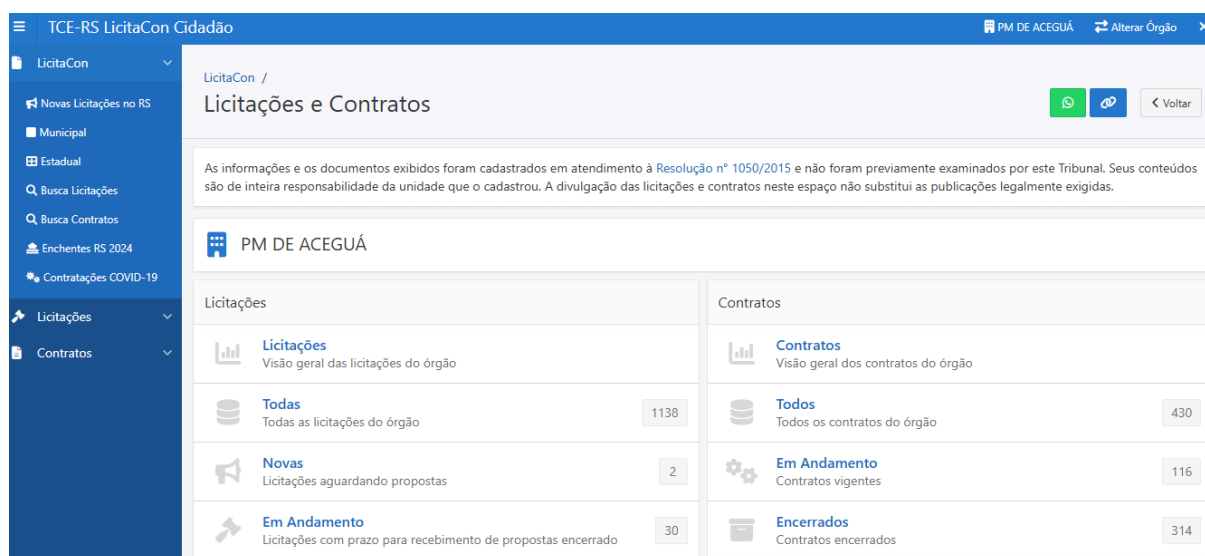 TCE-RS LicitaCon Cidadão
PM DE ACEGUÁ
Alterar Órgão
LicitaCon
Novas Licitações no RS
Municipal
Estadual
Busca Licitações
Busca Contratos
Enchentes RS 2024
Contratações COVID-19
Licitações
Contratos
LicitaCon /
Licitações e Contratos
Voltar
As informações e os documentos exibidos foram cadastrados em atendimento à Resolução n° 1050/2015 e não foram previamente examinados por este Tribunal. Seus conteúdos
são de inteira responsabilidade da unidade que o cadastrou. A divulgação das licitações e contratos neste espaço não substitui as publicações legalmente exigidas.
PM DE ACEGUÁ
Licitações
Licitações
Visão geral das licitações do órgão
Todas
Todas as licitações do órgão
1138
Novas
Licitações aguardando propostas
2
Em Andamento
Licitações com prazo para recebimento de propostas encerrado
30
Contratos
Contratos
Visão geral dos contratos do órgão
Todos
Todos os contratos do órgão
430
Em Andamento
Contratos vigentes
116
Encerrados
Contratos encerrados
314